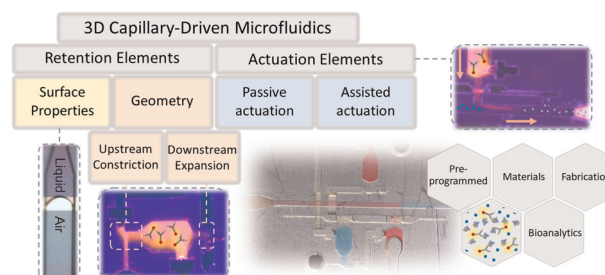 3D Capillary-Driven Microfluidics
Retention Elements
Actuation Elements
Surface
Properties
Geometry
Passive
actuation
Assisted
actuation
Upstream
Constriction
Downstream
Expansion
Liquid
Air
Pre-
programmed
Materials
Fabrication
Bioanalytics